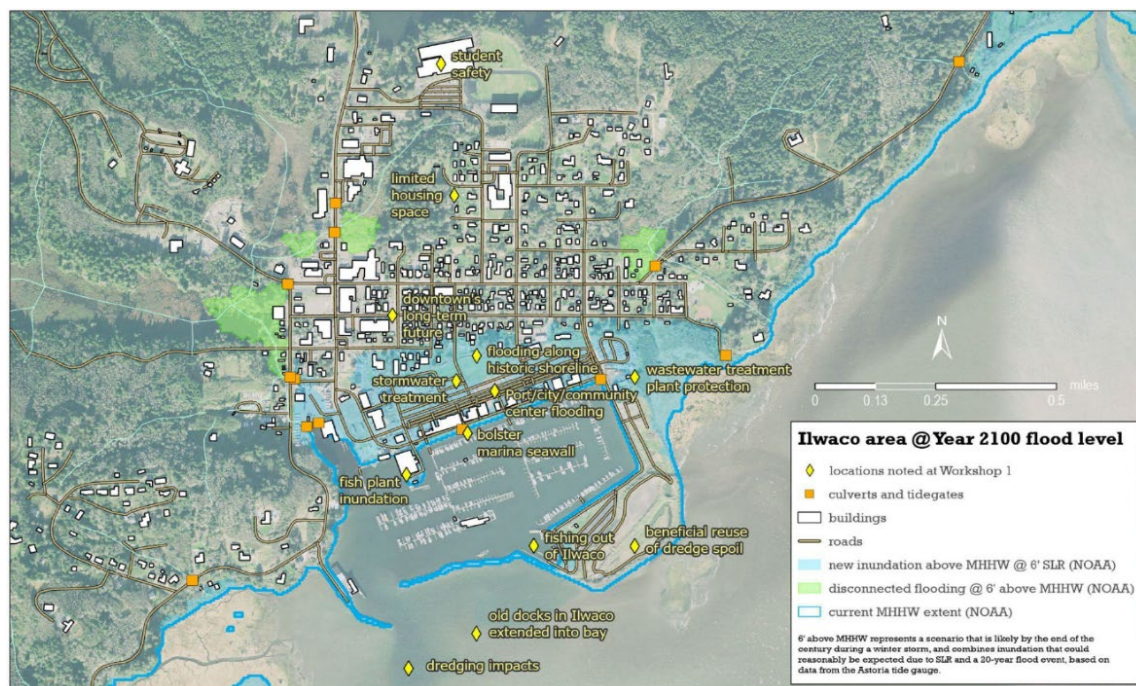 student
safety
limited
housing
space
downtown's
long-term
future
flooding along
historic shoreline
stormwater
treatment
wastewater treatment
plant protection
Port/city/community
center flooding
bolster
marina seawall
fish plant
inundation
fishing out
of Ilwaco
beneficial reuse
of dredge spoil
old docks in Ilwaco
extended into bay
dredging impacts
N
miles
0 0.13 0.25 0.5
Ilwaco area @ Year 2100 flood level
locations noted at Workshop 1
culverts and tidegates
buildings
roads
new inundation above MHHW @ 6' SLR (NOAA)
disconnected flooding @ 6' above MHHW (NOAA)
current MHHW extent (NOAA)
6' above MHHW represents a scenario that is likely by the end of the
century during a winter storm, and combines inundation that could
reasonably be expected due to SLR and a 20-year flood event, based on
data from the Astoria tide gauge.